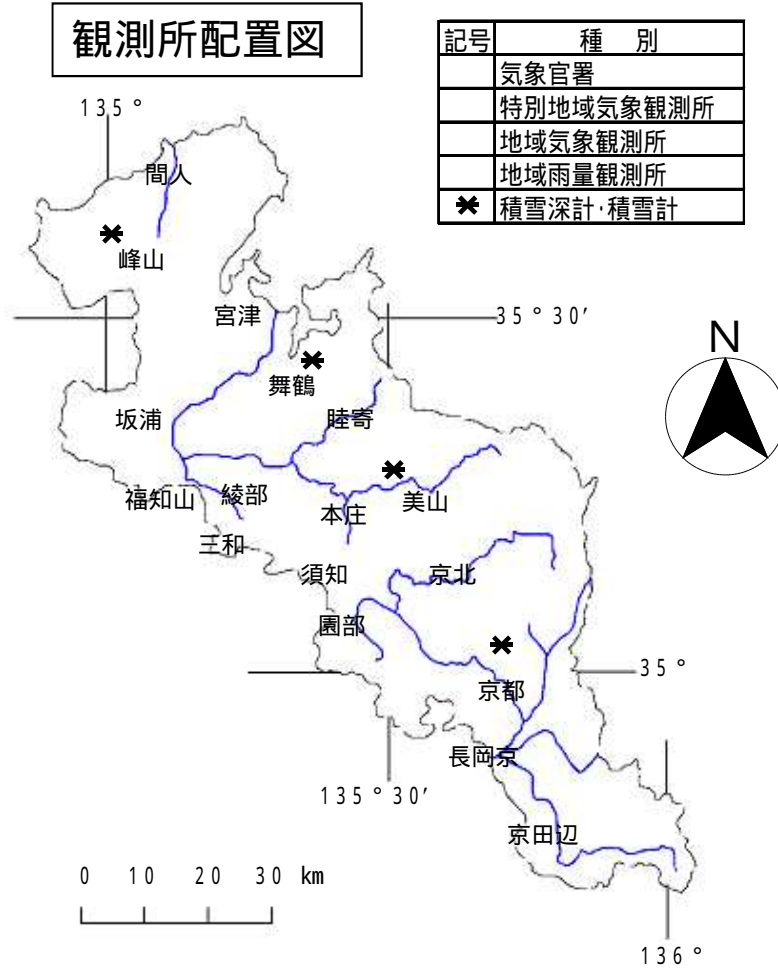 観測所配置図
記号 種 別
気象官署
特別地域気象観測所
地域気象観測所
地域雨量観測所
積雪深計・積雪計
135°
間人
峰山
宮津
35°30′
N
舞鶴
坂浦
睦寄
福知山
綾部
美山
本庄
三和
須知
京北
園部
35°
京都
長岡京
135°30′
京田辺
0 10 20 30 km
136°